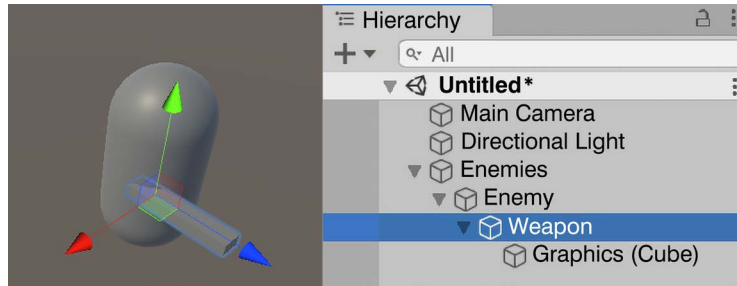 Hierarchy
All
Untitled*
Main Camera
Directional Light
Enemies
Enemy
Weapon
Graphics (Cube)